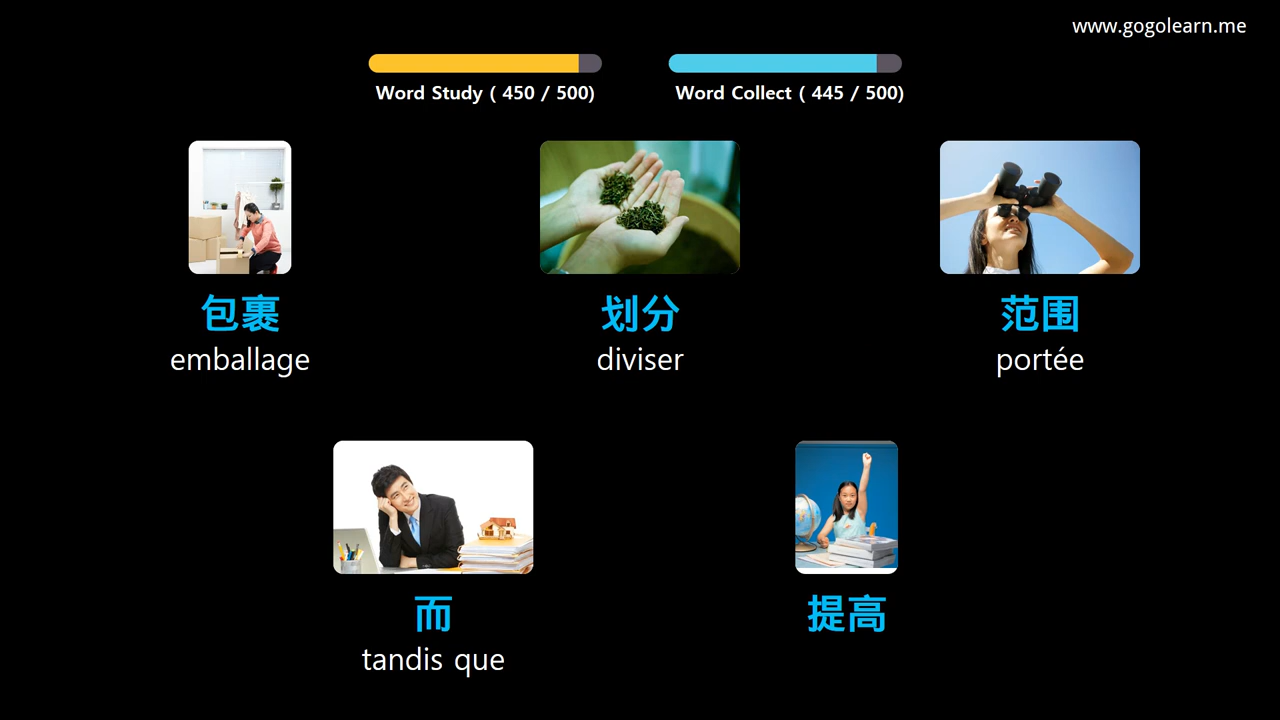 www.gogolearn.me
Word Study ( 450 / 500)
Word Collect ( 445 / 500)
包裹
emballage
划分
diviser
范围
portée
而
tandis que
提高